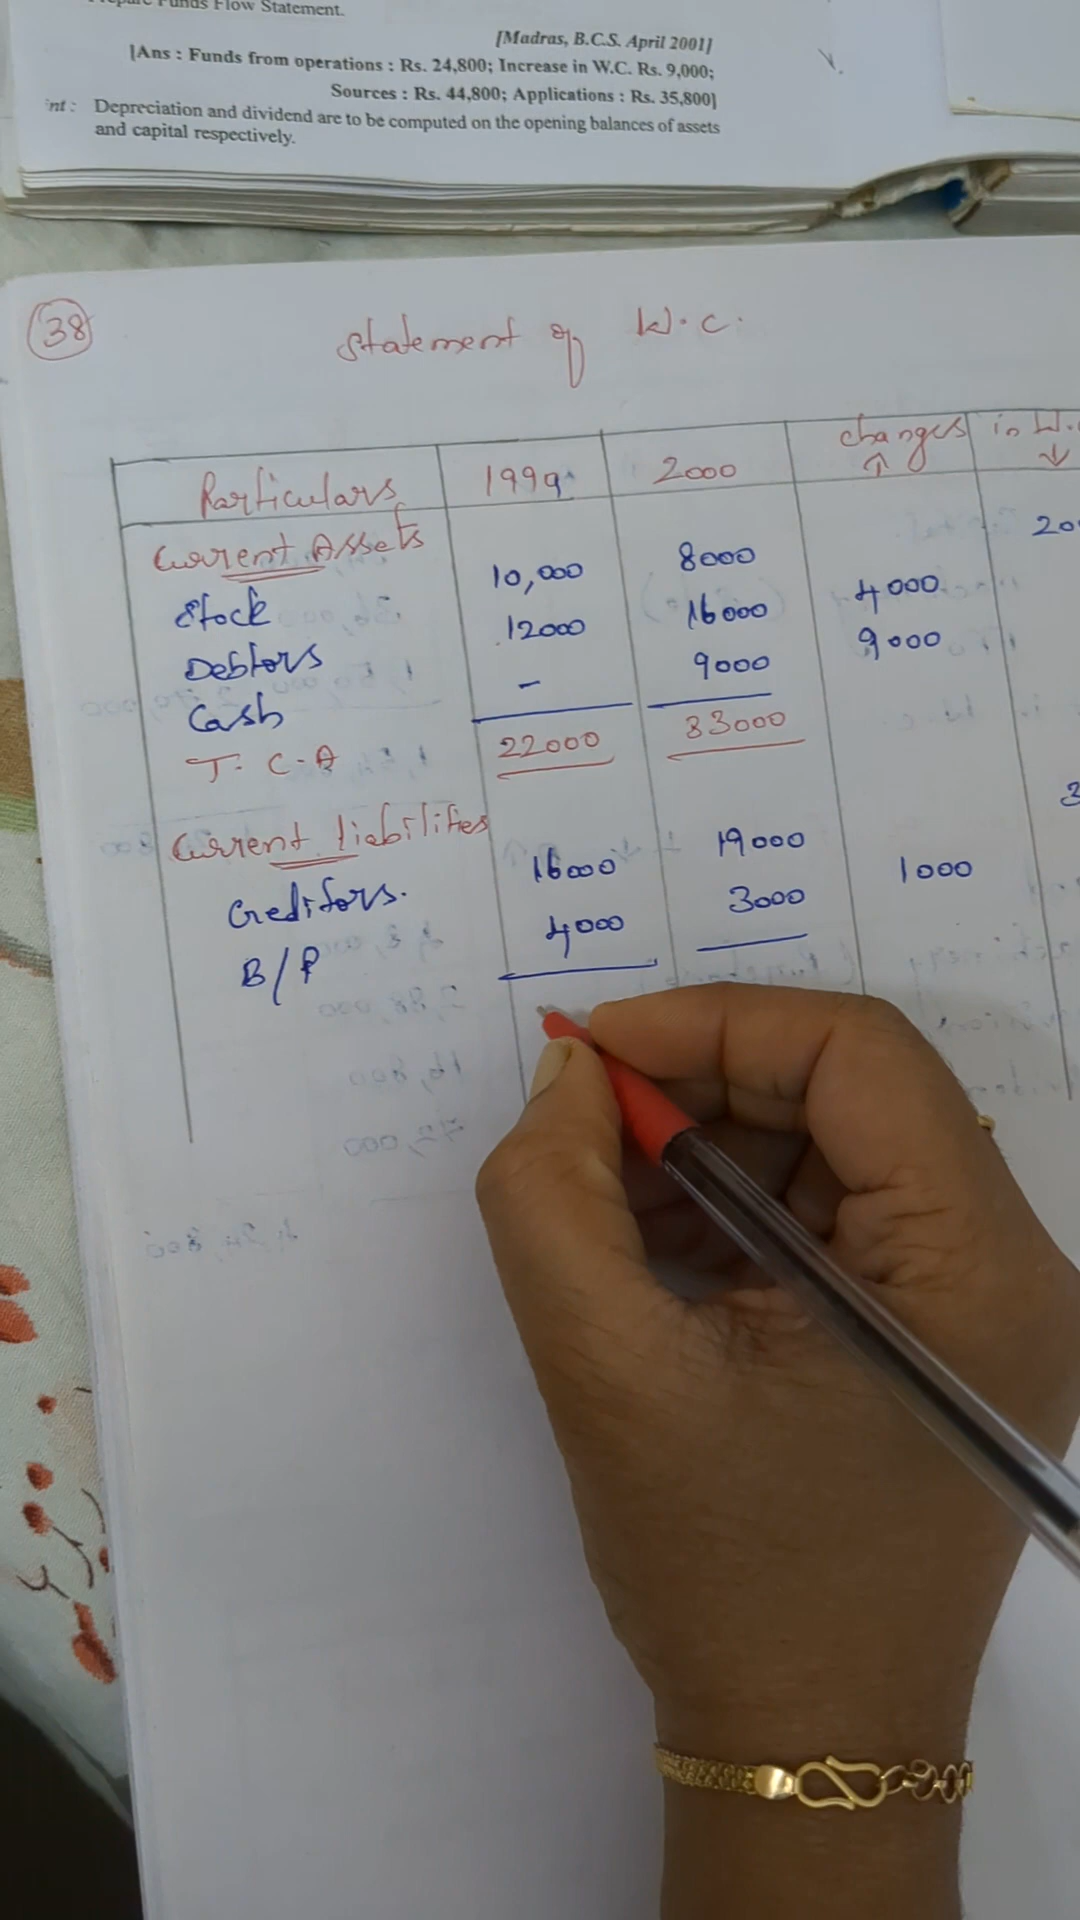 Funds Flow Statement.
[Madras, B.C.S. April 2001]
[Ans : Funds from operations : Rs. 24,800; Increase in W.C. Rs. 9,000;
Sources : Rs. 44,800; Applications : Rs. 35,800]
int : Depreciation and dividend are to be computed on the opening balances of assets
and capital respectively.
38
Statement of W.C.
Particulars 1999 2000 changes in W.
↑ ↓
Current Assets
Stock 10,000 8000 20
Debtors 12000 16000 4000
Cash - 9000 9000
T. C-A 22000 33000
Current liabilities
Creditors. 16000 19000 3
B/P 4000 3000 1000